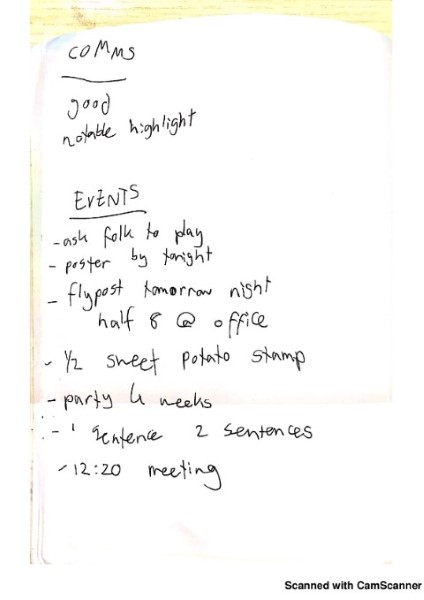 COMMS
good
notable highlight
EVENTS
- ask folk to play
- poster by tonight
- flypost tomorrow night
half 8 @ office
- 1/2 sweet potato stamp
- party 4 weeks
- 1 sentence 2 sentences
- 12:20 meeting
Scanned with CamScanner